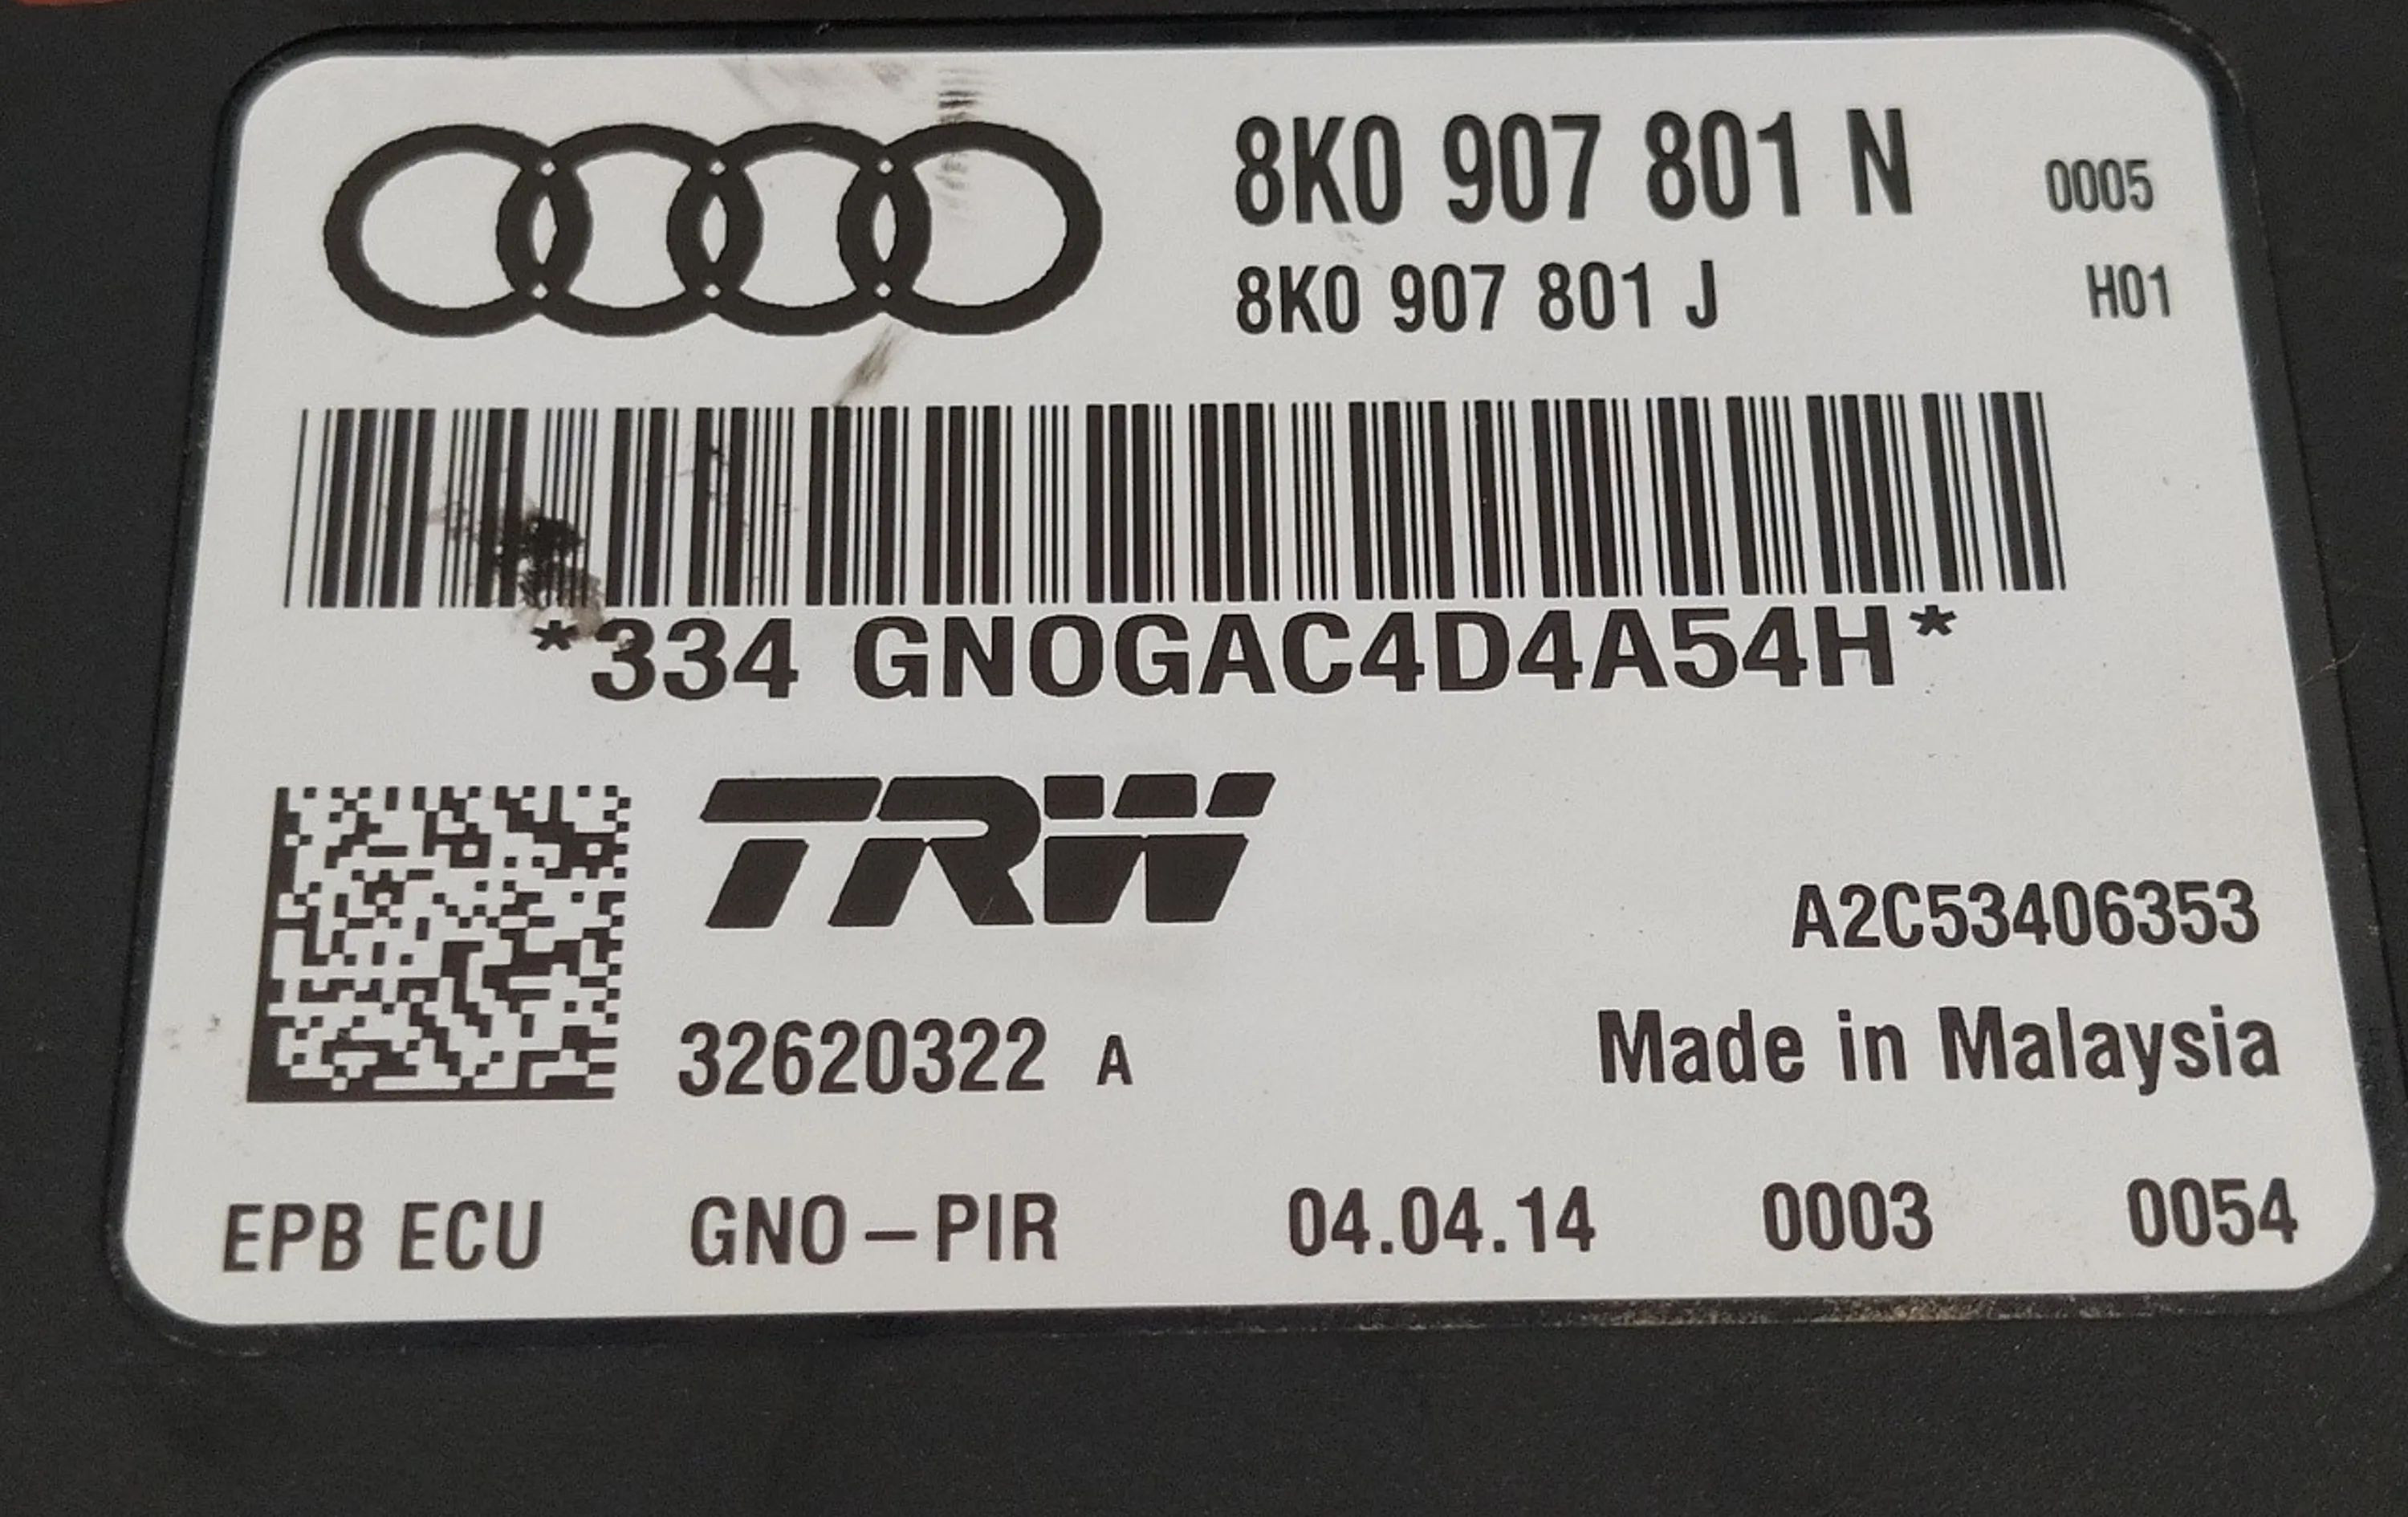 8K0 907 801 N 0005
8K0 907 801 J H01
*334 GNOGAC4D4A54H*
TRW
A2C53406353
32620322 A
Made in Malaysia
EPB ECU GNO-PIR 04.04.14 0003 0054